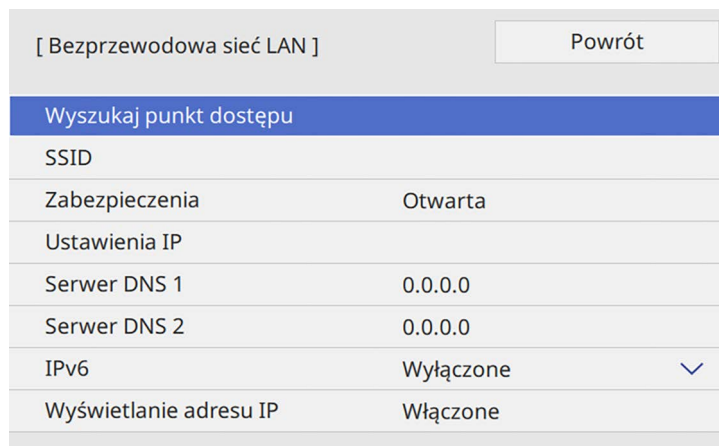 [ Bezprzewodowa sieć LAN ] Powrót
Wyszukaj punkt dostępu
SSID
Zabezpieczenia Otwarta
Ustawienia IP
Serwer DNS 1 0.0.0.0
Serwer DNS 2 0.0.0.0
IPv6 Wyłączone
Wyświetlanie adresu IP Włączone